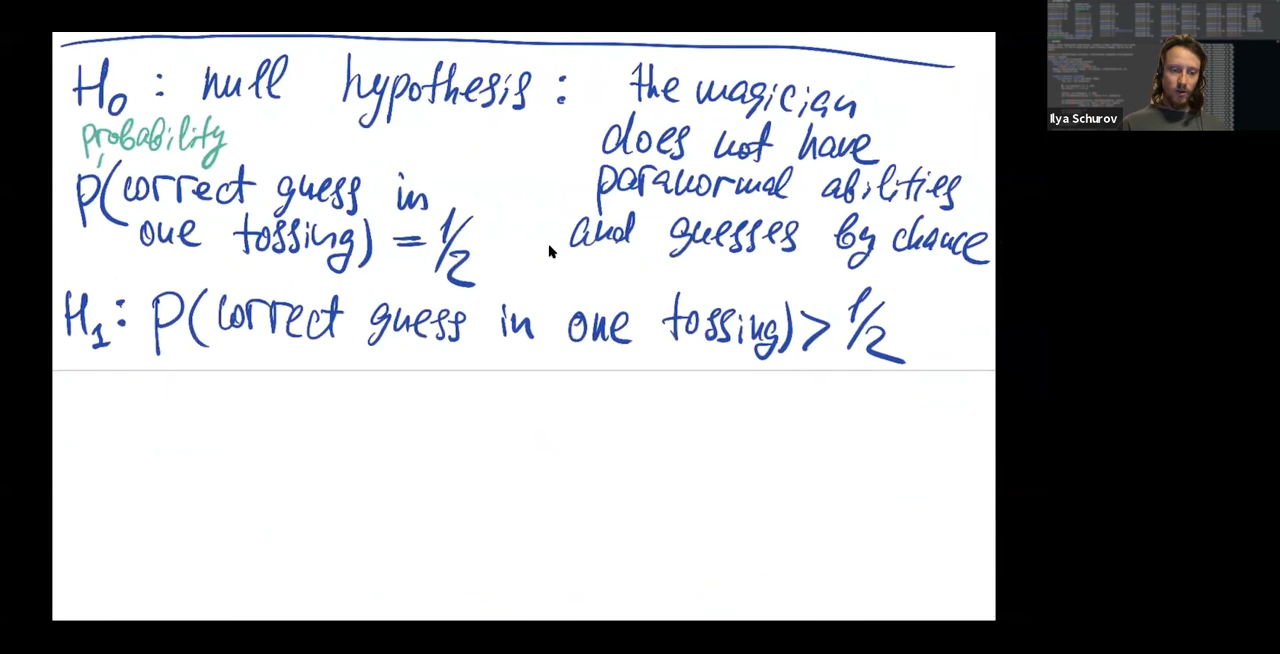 H₀ : null hypothesis : the magician
does not have
paranormal abilities
and guesses by chance
probability
P(correct guess in
one tossing) = 1/2
H₁ : P(correct guess in one tossing) > 1/2
Ilya Schurov